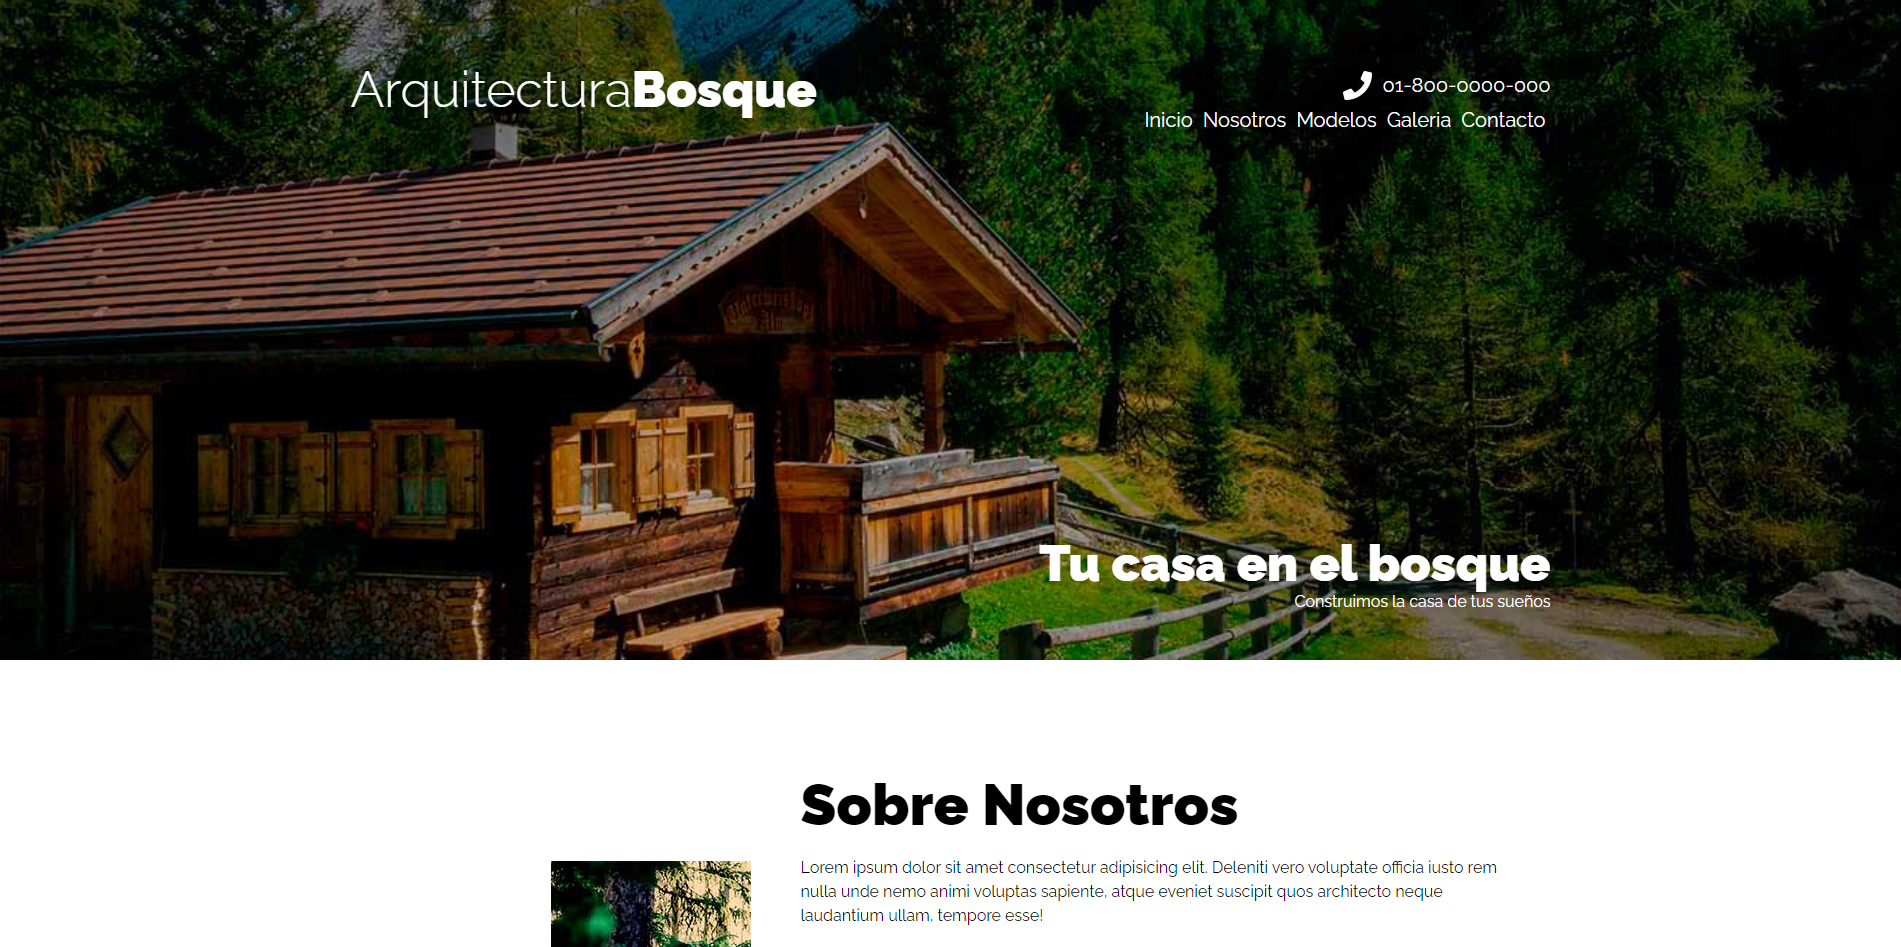 ArquitecturaBosque
01-800-0000-000
Inicio Nosotros Modelos Galeria Contacto
Tu casa en el bosque
Construimos la casa de tus sueños
Sobre Nosotros
Lorem ipsum dolor sit amet consectetur adipisicing elit. Deleniti vero voluptate officia iusto rem
nulla unde nemo animi voluptas sapiente, atque eveniet suscipit quos architecto neque
laudantium ullam, tempore esse!